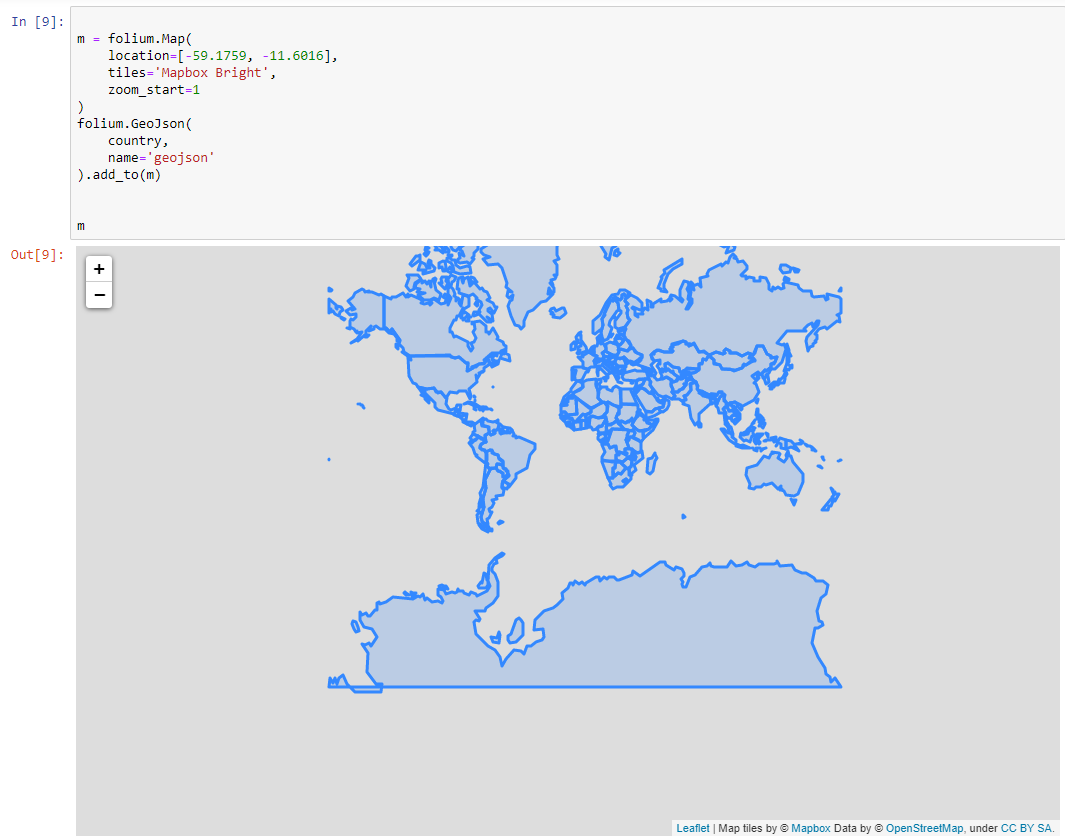 In [9]:
m = folium.Map(
    location=[-59.1759, -11.6016],
    tiles='Mapbox Bright',
    zoom_start=1
)
folium.GeoJson(
    country,
    name='geojson'
).add_to(m)
m
Out[9]:
+
−
Leaflet | Map tiles by © Mapbox Data by © OpenStreetMap, under CC BY SA.